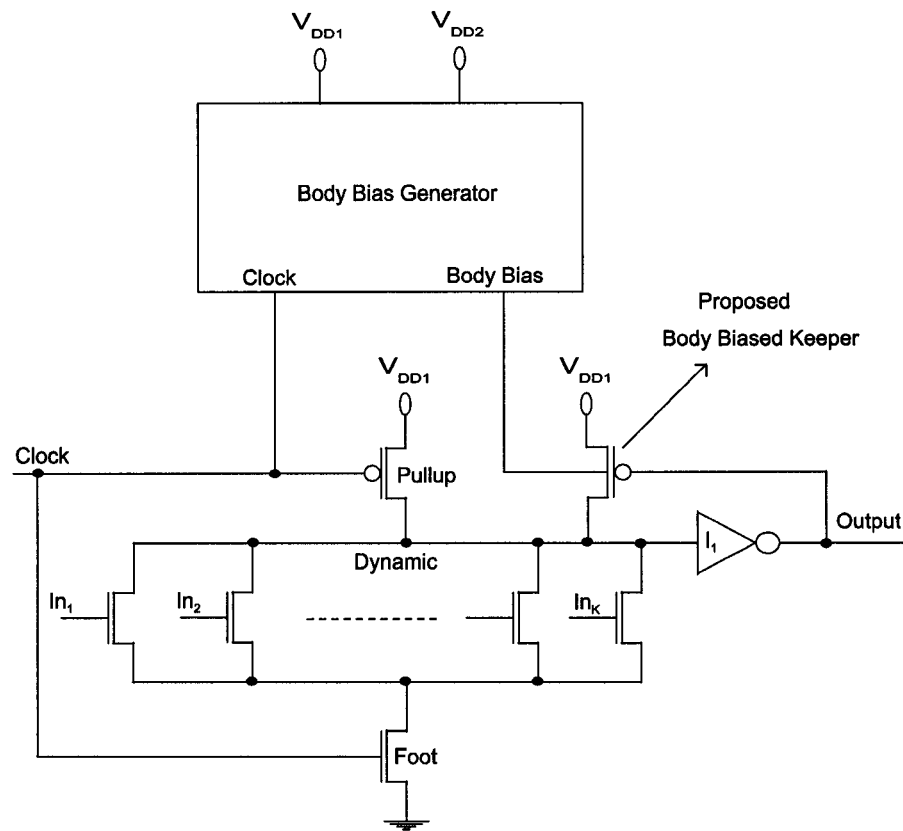 V_DD1 V_DD2
Body Bias Generator
Clock Body Bias
Proposed
Body Biased Keeper
V_DD1 V_DD1
Clock
Pullup
Output
I_1
Dynamic
In_1 In_2 In_K
Foot